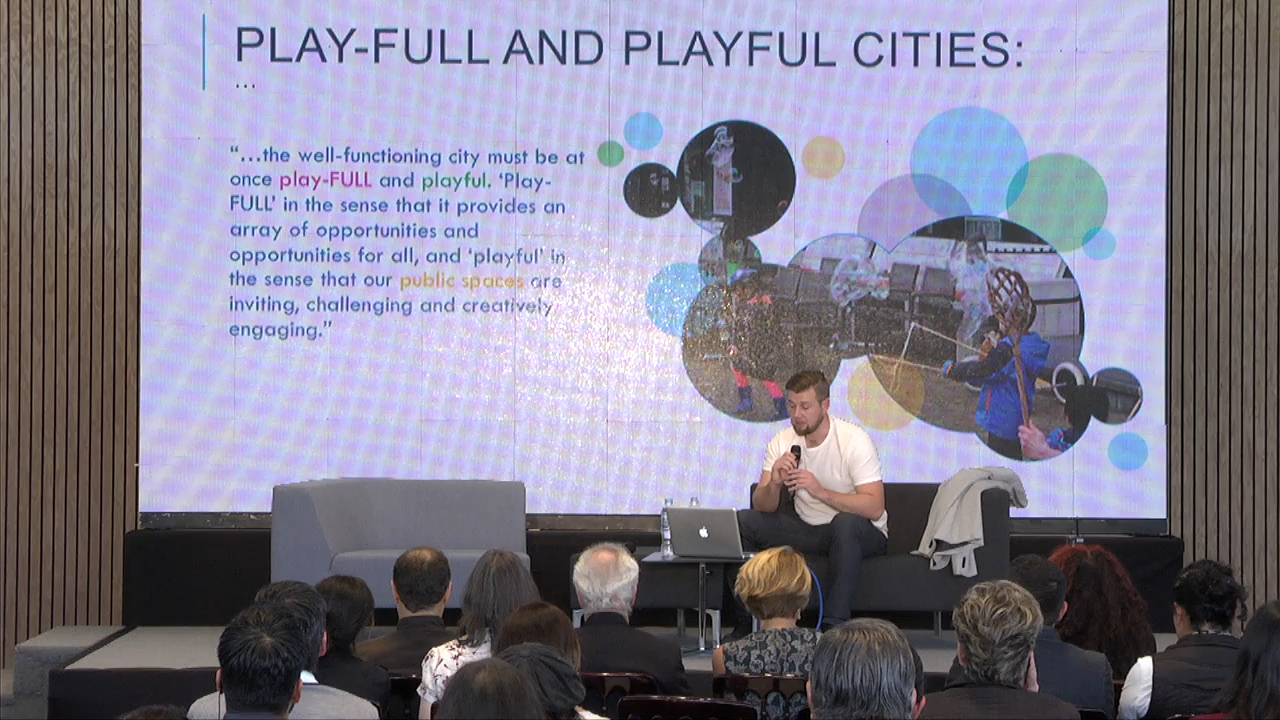 PLAY-FULL AND PLAYFUL CITIES:
...
“...the well-functioning city must be at
once play-FULL and playful. ‘Play-
FULL’ in the sense that it provides an
array of opportunities and
opportunities for all, and ‘playful’ in
the sense that our public spaces are
inviting, challenging and creatively
engaging.”